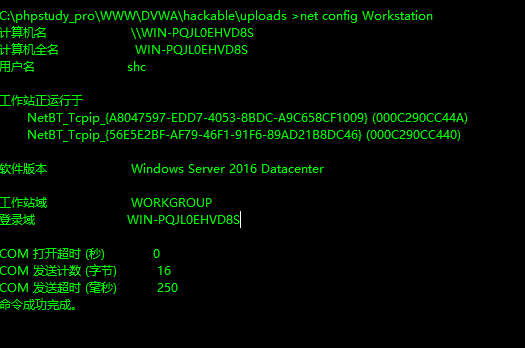 C:\phpstudy_pro\WWW\DVWA\hackable\uploads >net config Workstation
计算机名 \\WIN-PQJL0EHVD8S
计算机全名 WIN-PQJL0EHVD8S
用户名 shc
工作站正运行于
NetBT_Tcpip_{A8047597-EDD7-4053-8BDC-A9C658CF1009} (000C290CC44A)
NetBT_Tcpip_{56E5E2BF-AF79-46F1-91F6-89AD21B8DC46} (000C290CC440)
软件版本 Windows Server 2016 Datacenter
工作站域 WORKGROUP
登录域 WIN-PQJL0EHVD8S
COM 打开超时 (秒) 0
COM 发送计数 (字节) 16
COM 发送超时 (毫秒) 250
命令成功完成。